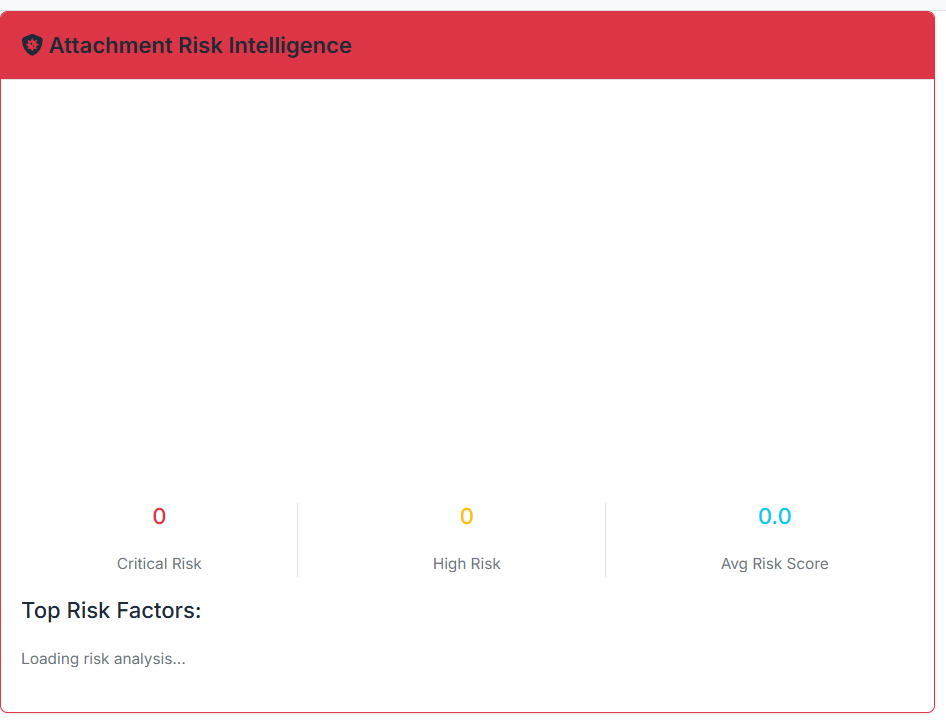 Attachment Risk Intelligence
0
0
0.0
Critical Risk
High Risk
Avg Risk Score
Top Risk Factors:
Loading risk analysis...